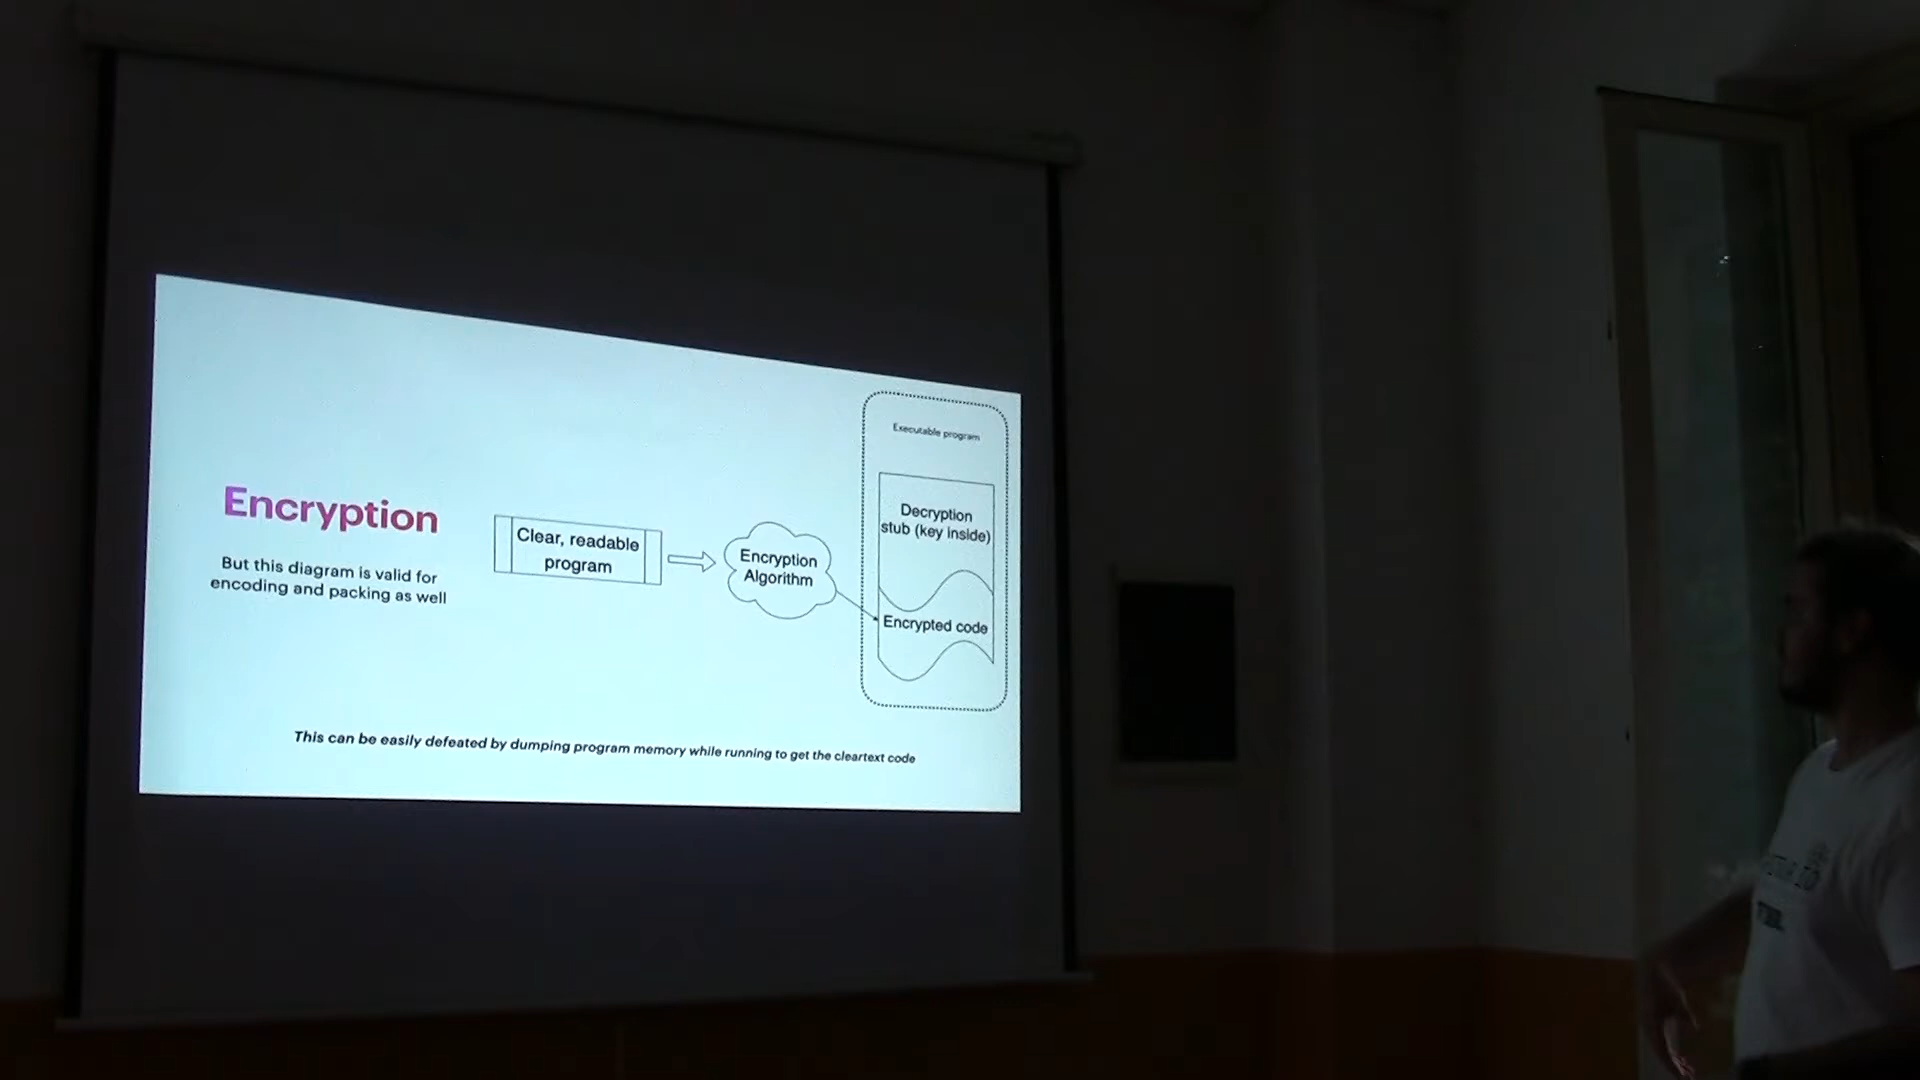 Encryption
But this diagram is valid for
encoding and packing as well
Clear, readable
program
Encryption
Algorithm
Executable program
Decryption
stub (key inside)
Encrypted code
This can be easily defeated by dumping program memory while running to get the cleartext code